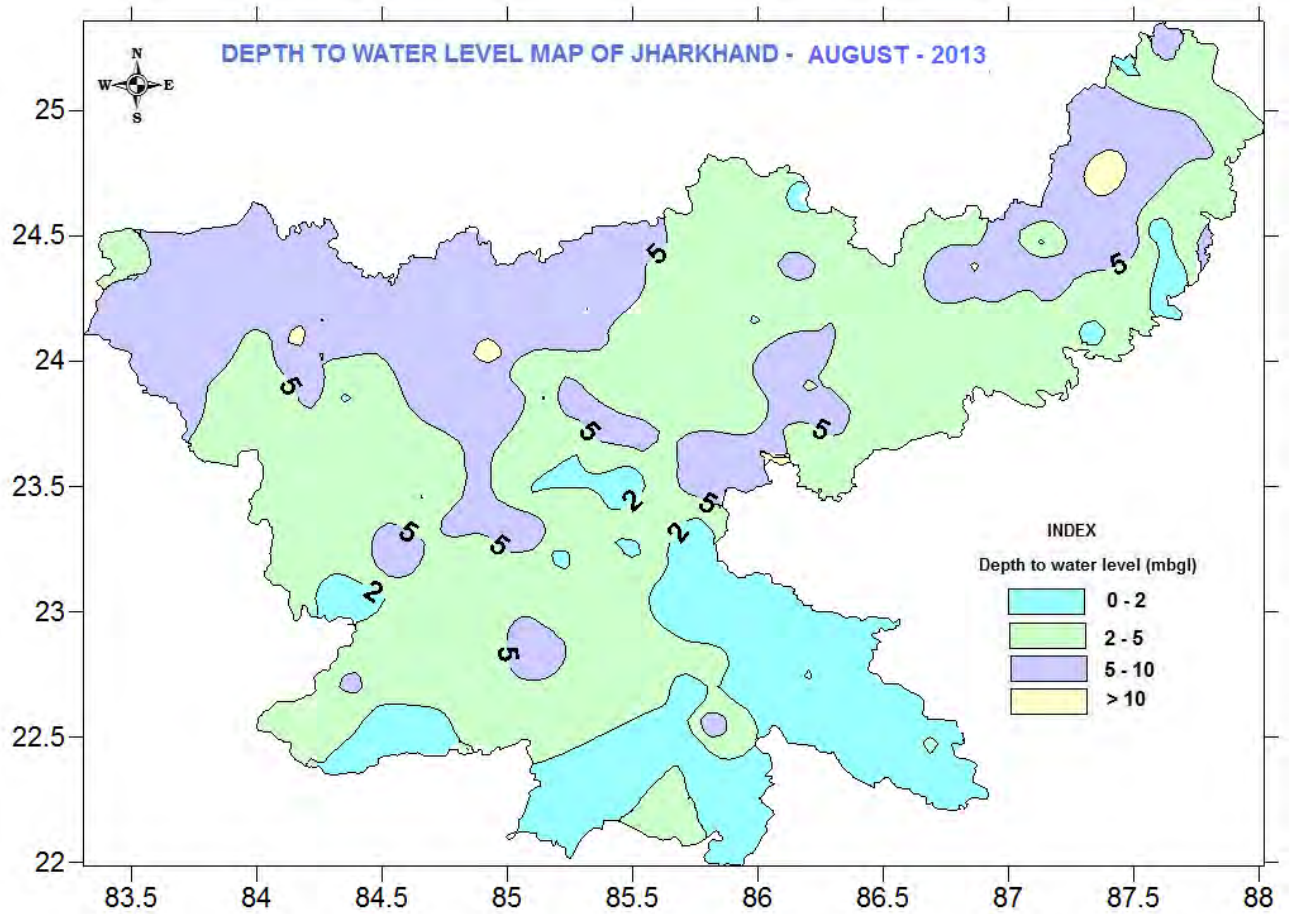 DEPTH TO WATER LEVEL MAP OF JHARKHAND - AUGUST - 2013
N
W E
S
25
24.5
24
23.5
23
22.5
22
5
5
5
5
5
5
2
5
2
5
2
5
INDEX
Depth to water level (mbgl)
0 - 2
2 - 5
5 - 10
> 10
83.5 84 84.5 85 85.5 86 86.5 87 87.5 88